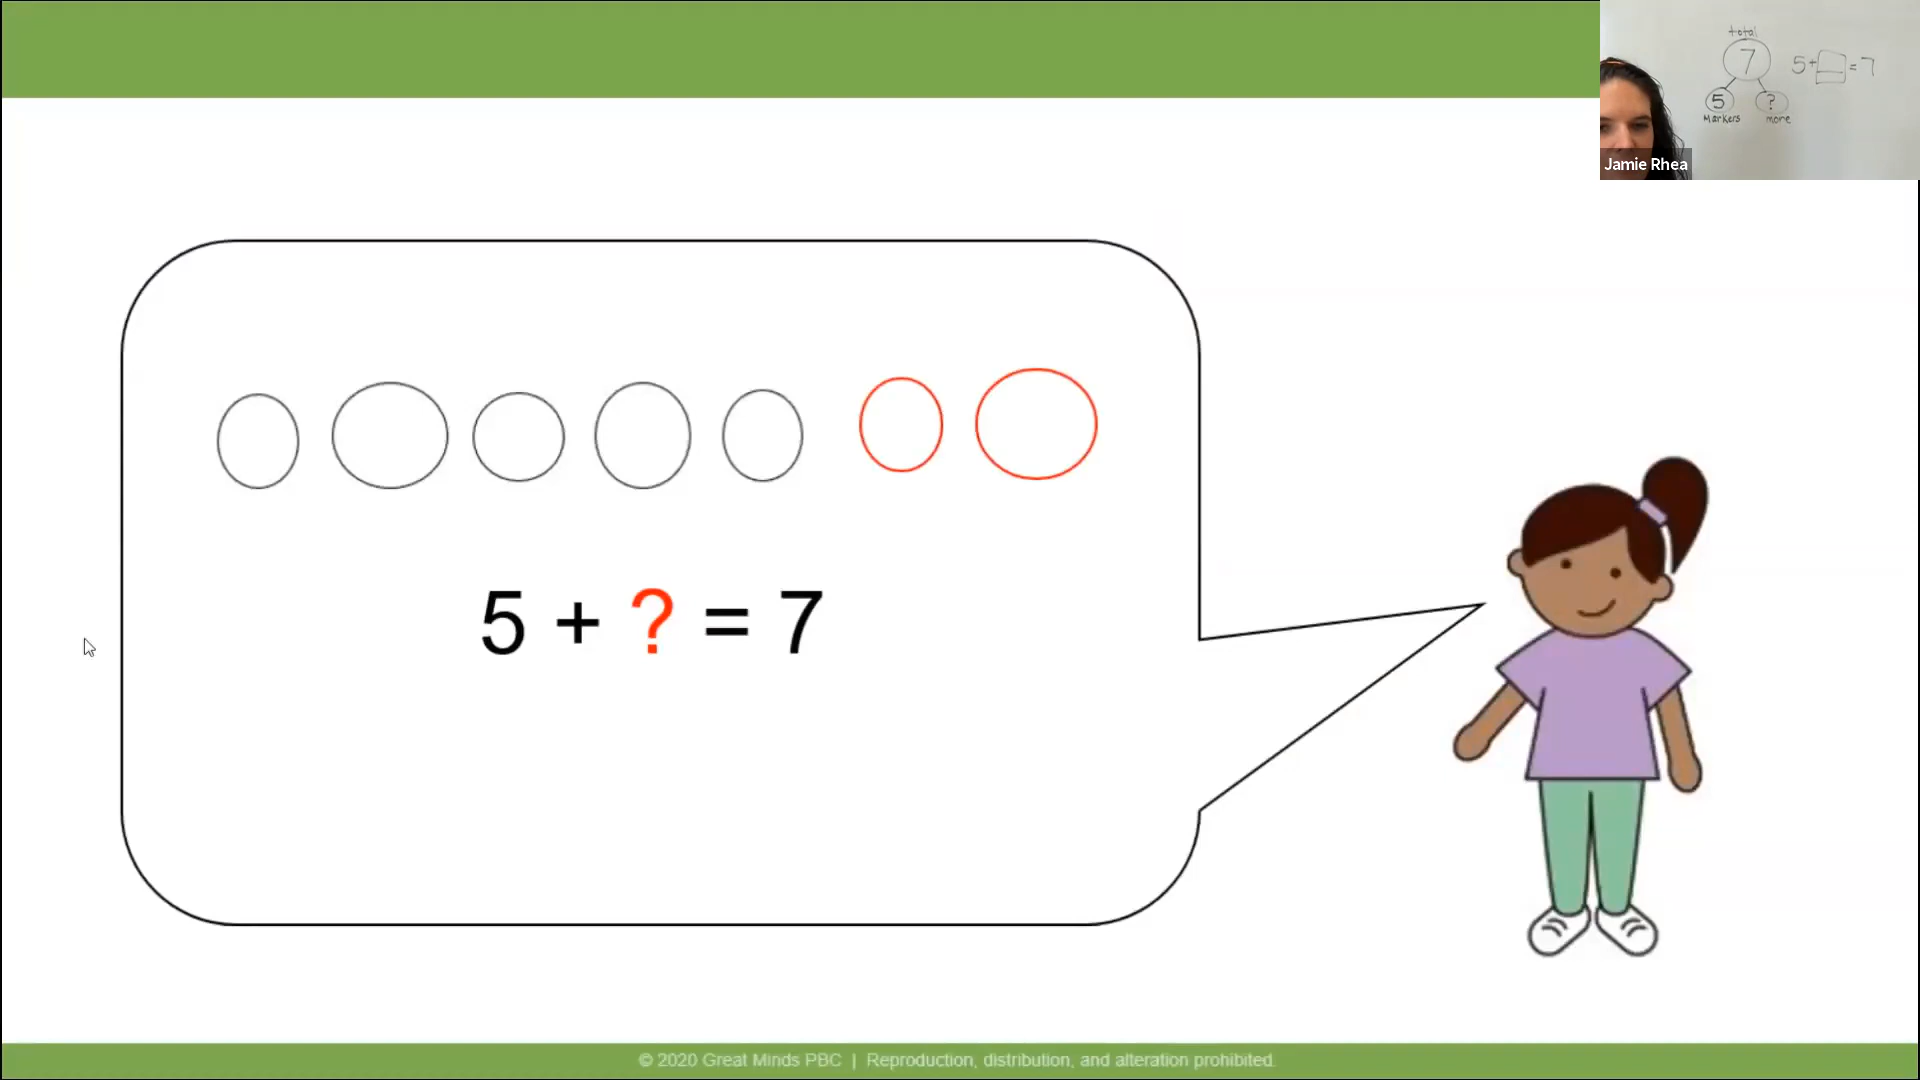 total
7
5 + = 7
5 ?
Markers more
Jamie Rhea
5 + ? = 7
© 2020 Great Minds PBC | Reproduction, distribution, and alteration prohibited.